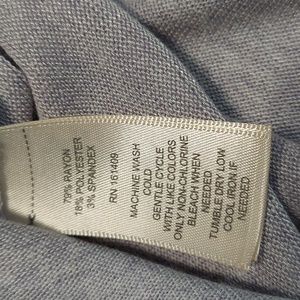 79% RAYON
18% POLYESTER
3% SPANDEX
RN 161409
MACHINE WASH
COLD
GENTLE CYCLE
WITH LIKE COLORS
ONLY NON-CHLORINE
BLEACH WHEN
NEEDED
TUMBLE DRY LOW
COOL IRON IF
NEEDED